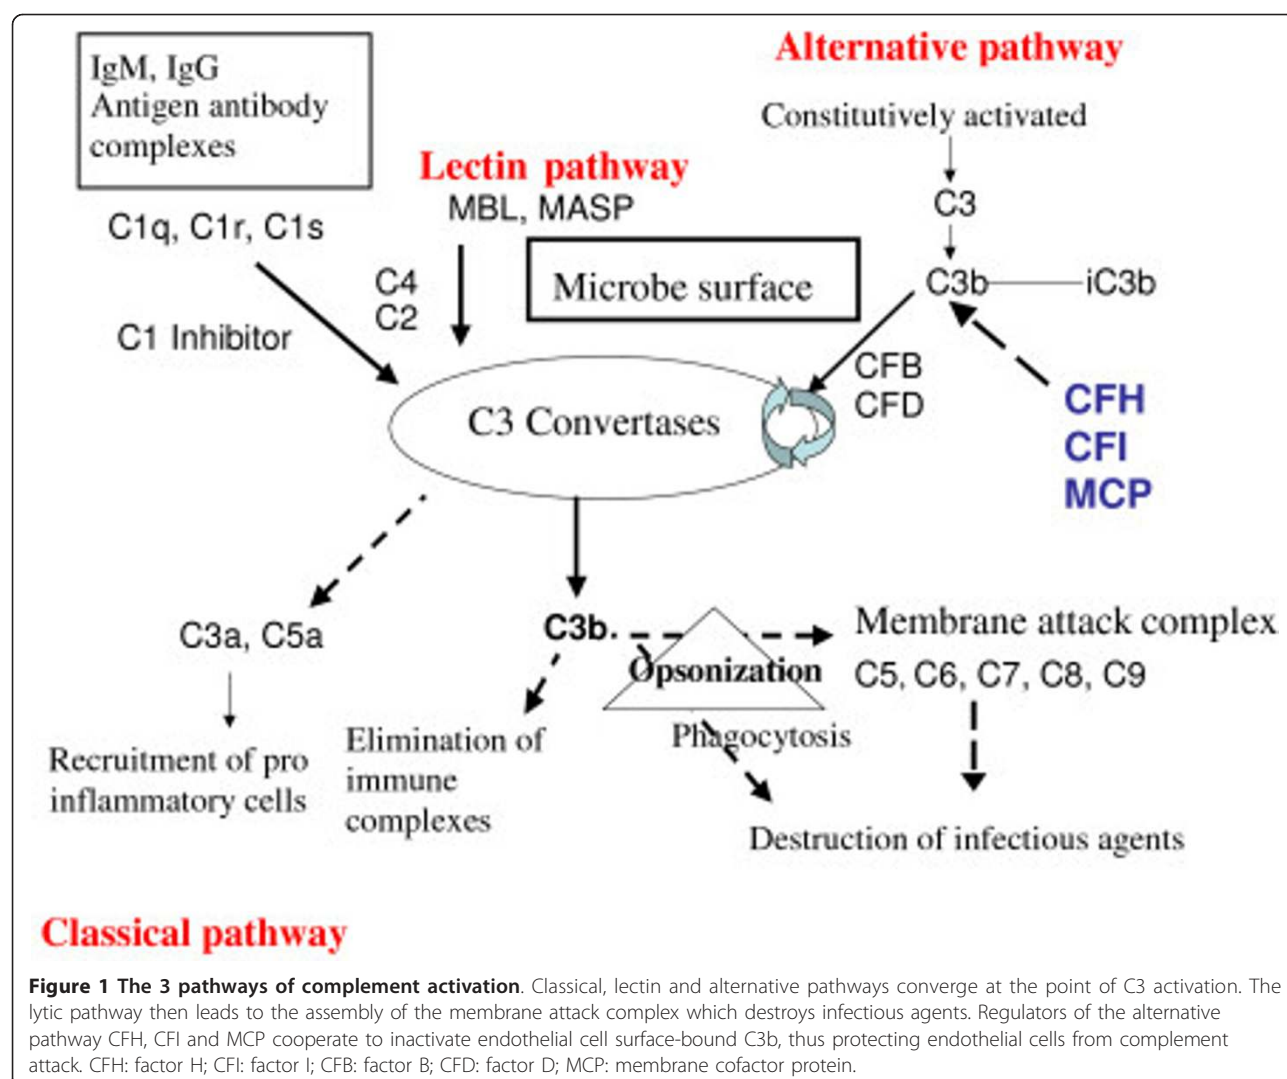 IgM, IgG
Antigen antibody
complexes
C1q, C1r, C1s
C1 Inhibitor
Lectin pathway
MBL, MASP
C4
C2
Microbe surface
Alternative pathway
Constitutively activated
C3
C3b
iC3b
CFB
CFD
CFH
CFI
MCP
C3 Convertases
C3a, C5a
Recruitment of pro
inflammatory cells
C3b.
Elimination of
immune
complexes
Opsonization
Phagocytosis
Membrane attack complex
C5, C6, C7, C8, C9
Destruction of infectious agents
Classical pathway
Figure 1 The 3 pathways of complement activation. Classical, lectin and alternative pathways converge at the point of C3 activation. The
lytic pathway then leads to the assembly of the membrane attack complex which destroys infectious agents. Regulators of the alternative
pathway CFH, CFI and MCP cooperate to inactivate endothelial cell surface-bound C3b, thus protecting endothelial cells from complement
attack. CFH: factor H; CFI: factor I; CFB: factor B; CFD: factor D; MCP: membrane cofactor protein.